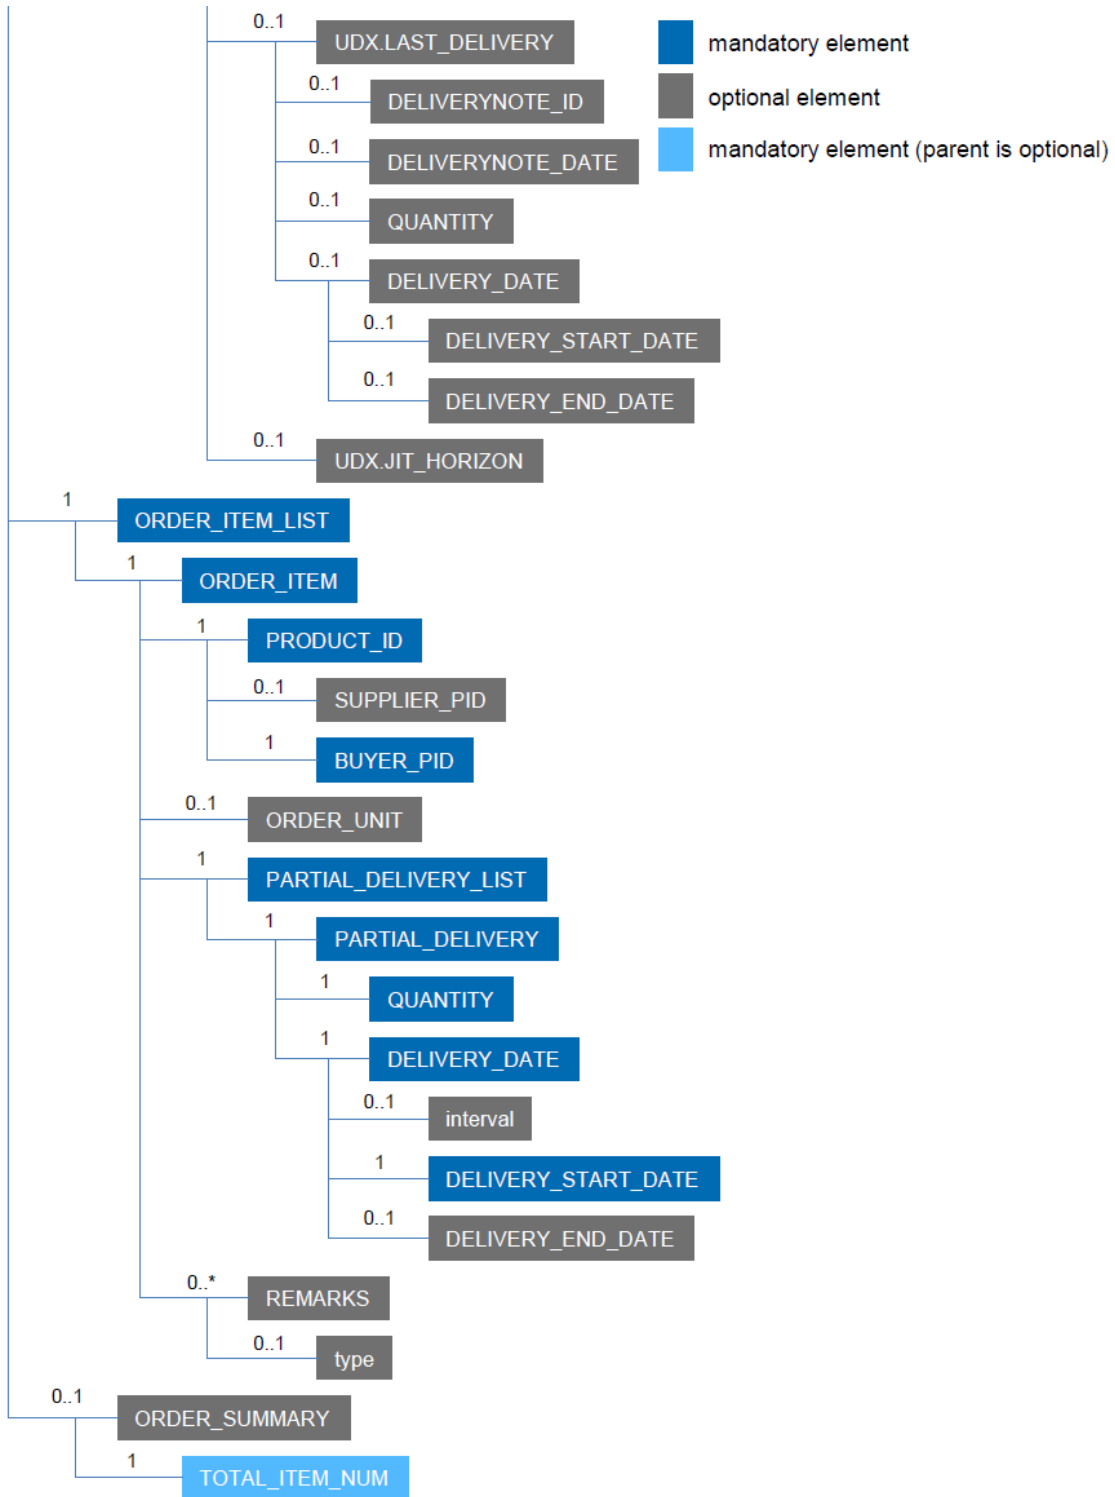 0..1
UDX.LAST_DELIVERY
mandatory element
0..1
DELIVERYNOTE_ID
optional element
0..1
DELIVERYNOTE_DATE
mandatory element (parent is optional)
0..1
QUANTITY
0..1
DELIVERY_DATE
0..1
DELIVERY_START_DATE
0..1
DELIVERY_END_DATE
0..1
UDX.JIT_HORIZON
1
ORDER_ITEM_LIST
1
ORDER_ITEM
1
PRODUCT_ID
0..1
SUPPLIER_PID
1
BUYER_PID
0..1
ORDER_UNIT
1
PARTIAL_DELIVERY_LIST
1
PARTIAL_DELIVERY
1
QUANTITY
1
DELIVERY_DATE
0..1
interval
1
DELIVERY_START_DATE
0..1
DELIVERY_END_DATE
0..*
REMARKS
0..1
type
0..1
ORDER_SUMMARY
1
TOTAL_ITEM_NUM